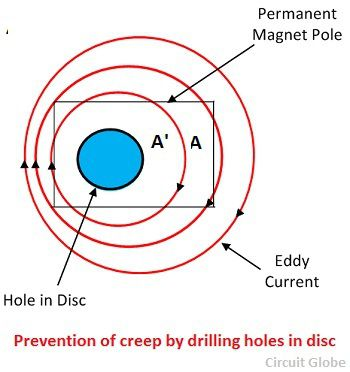 Permanent
Magnet Pole
A' A
Eddy
Current
Hole in Disc
Prevention of creep by drilling holes in disc
Circuit Globe